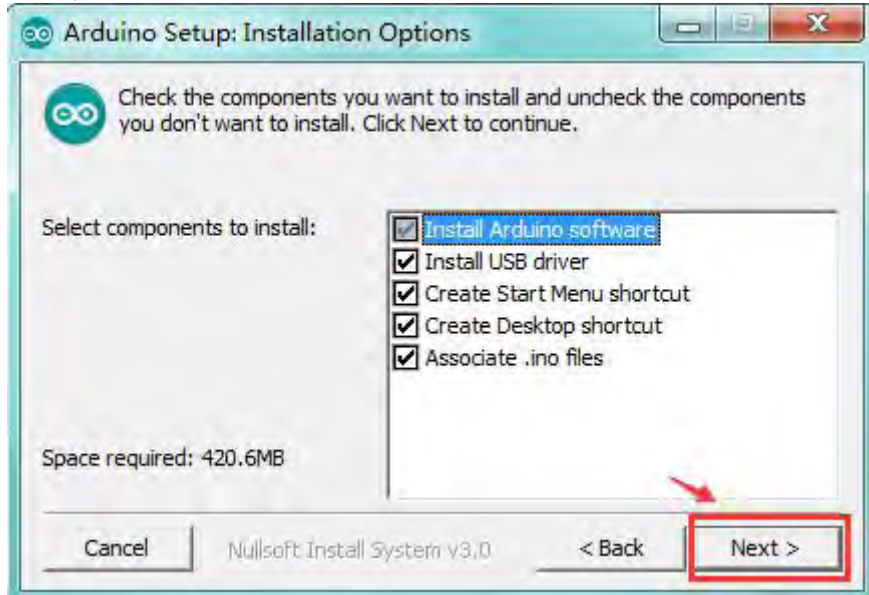 Arduino Setup: Installation Options
Check the components you want to install and uncheck the components
you don't want to install. Click Next to continue.
Select components to install:
Install Arduino software
Install USB driver
Create Start Menu shortcut
Create Desktop shortcut
Associate .ino files
Space required: 420.6MB
Cancel
Nullsoft Install System v3.0
< Back
Next >